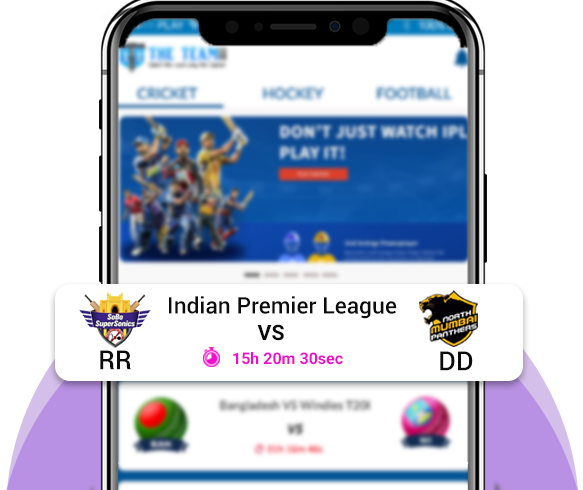 THE TEAM11
CRICKET HOCKEY FOOTBALL
DON'T JUST WATCH IPL
PLAY IT!
SoBo
SuperSonics
RR
Indian Premier League
VS
15h 20m 30sec
NORTH
MUMBAI
PANTHERS
DD
Bangladesh VS Windies T20I
VS